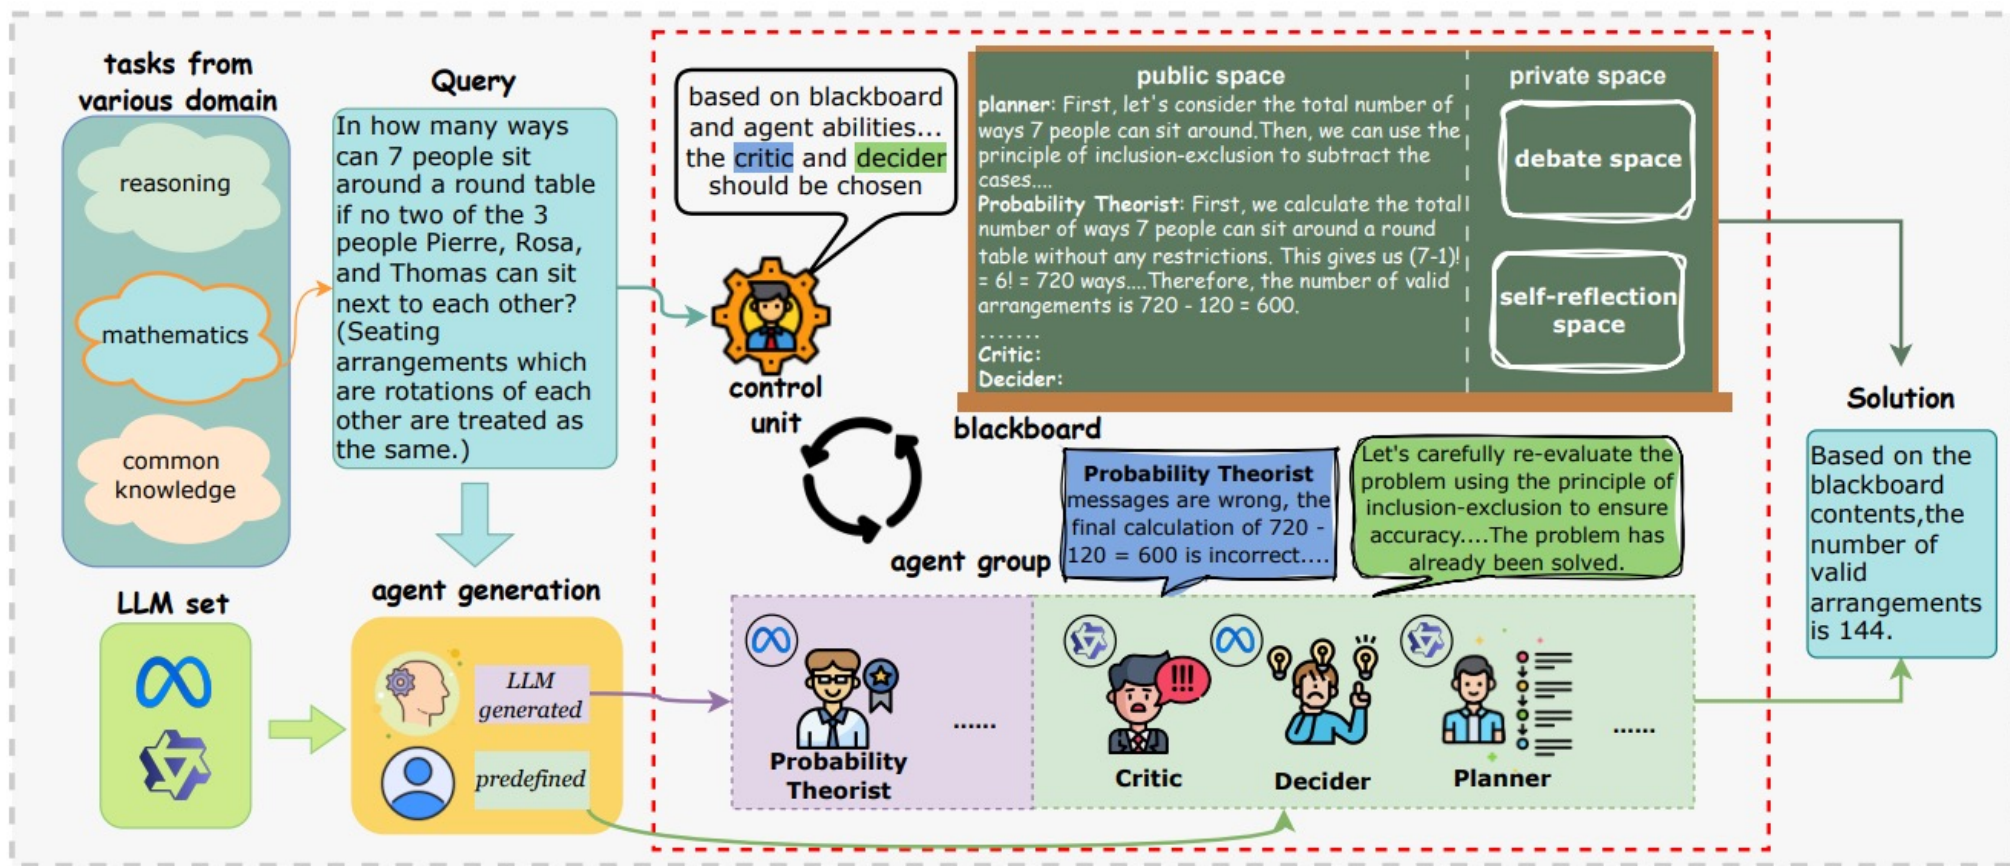 tasks from
various domain
reasoning
mathematics
common
knowledge
LLM set
Query
In how many ways
can 7 people sit
around a round table
if no two of the 3
people Pierre, Rosa,
and Thomas can sit
next to each other?
(Seating
arrangements which
are rotations of each
other are treated as
the same.)
agent generation
LLM
generated
predefined
based on blackboard
and agent abilities...
the critic and decider
should be chosen
control
unit
public space
planner: First, let's consider the total number of
ways 7 people can sit around.Then, we can use the
principle of inclusion-exclusion to subtract the
cases....
Probability Theorist: First, we calculate the total
number of ways 7 people can sit around a round
table without any restrictions. This gives us (7-1)!
= 6! = 720 ways....Therefore, the number of valid
arrangements is 720 - 120 = 600.
.......
Critic:
Decider:
private space
debate space
self-reflection
space
blackboard
agent group
Probability Theorist
messages are wrong, the
final calculation of 720 -
120 = 600 is incorrect....
Let's carefully re-evaluate the
problem using the principle of
inclusion-exclusion to ensure
accuracy....The problem has
already been solved.
Probability
Theorist
......
!!!
Critic
Decider
Planner
......
Solution
Based on the
blackboard
contents,the
number of
valid
arrangements
is 144.